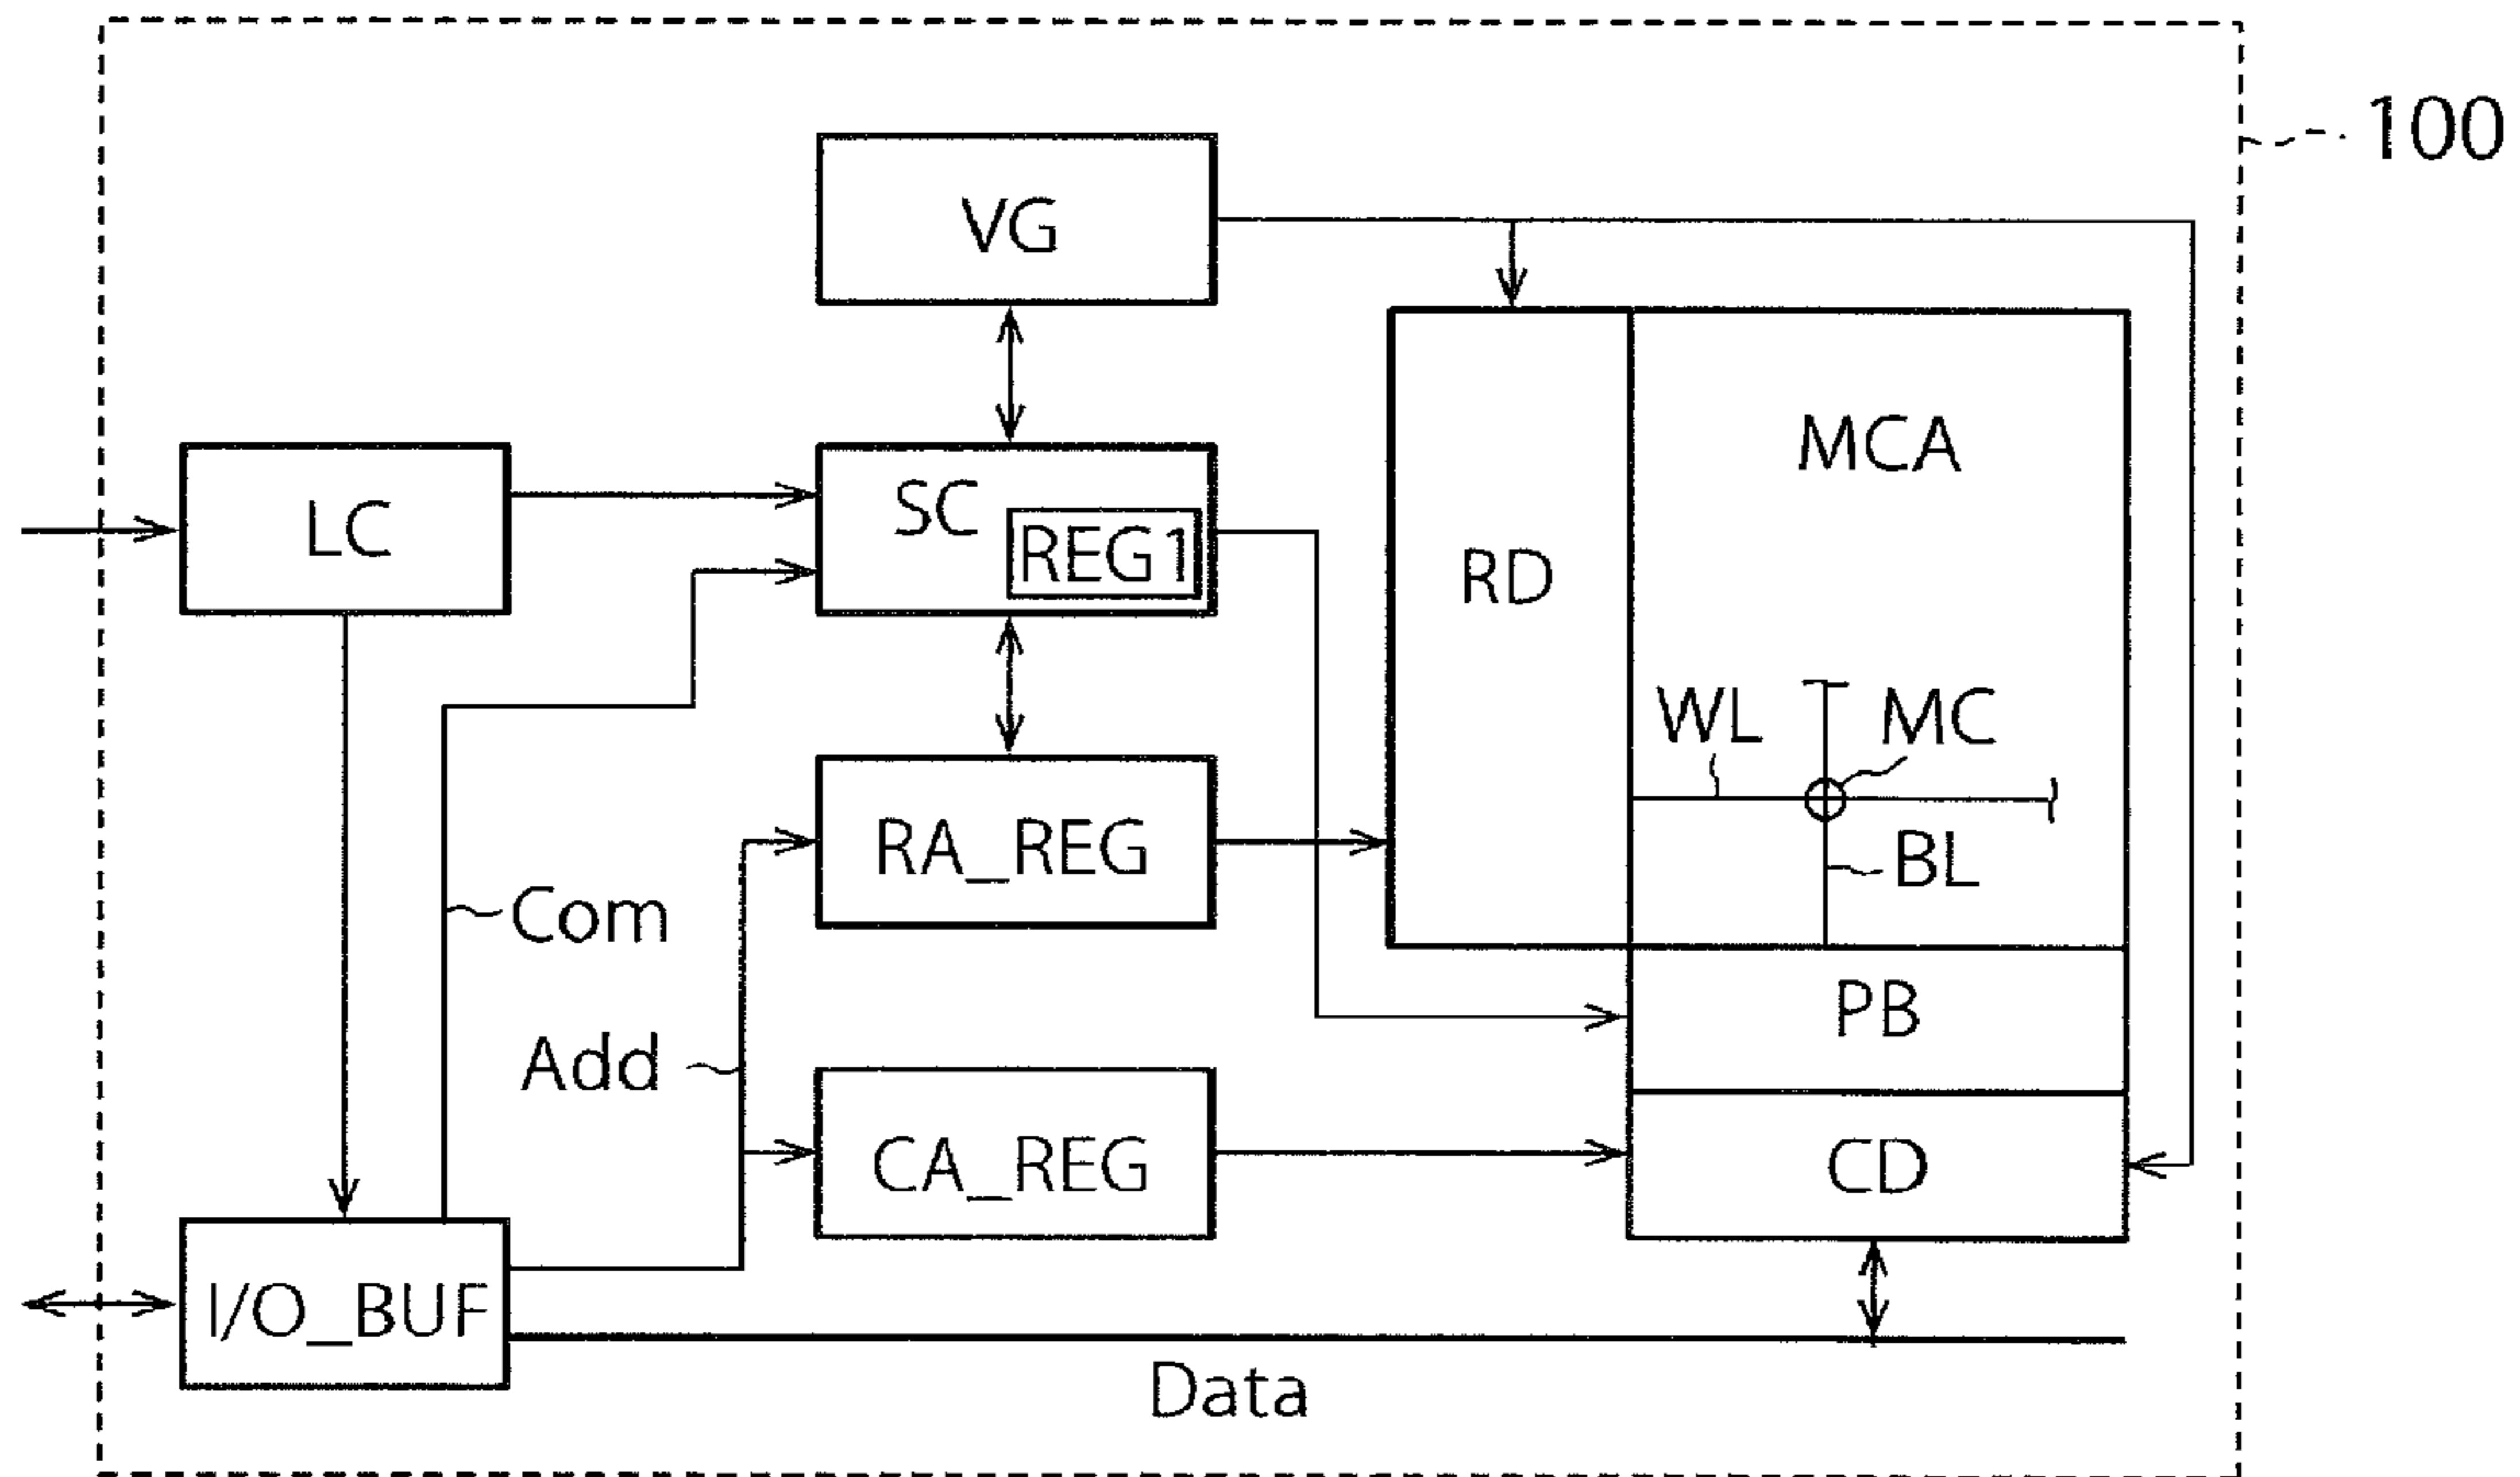 100
VG
LC
SC
REG1
RD
MCA
WL
MC
BL
RA_REG
Com
Add
PB
CA_REG
CD
I/O_BUF
Data